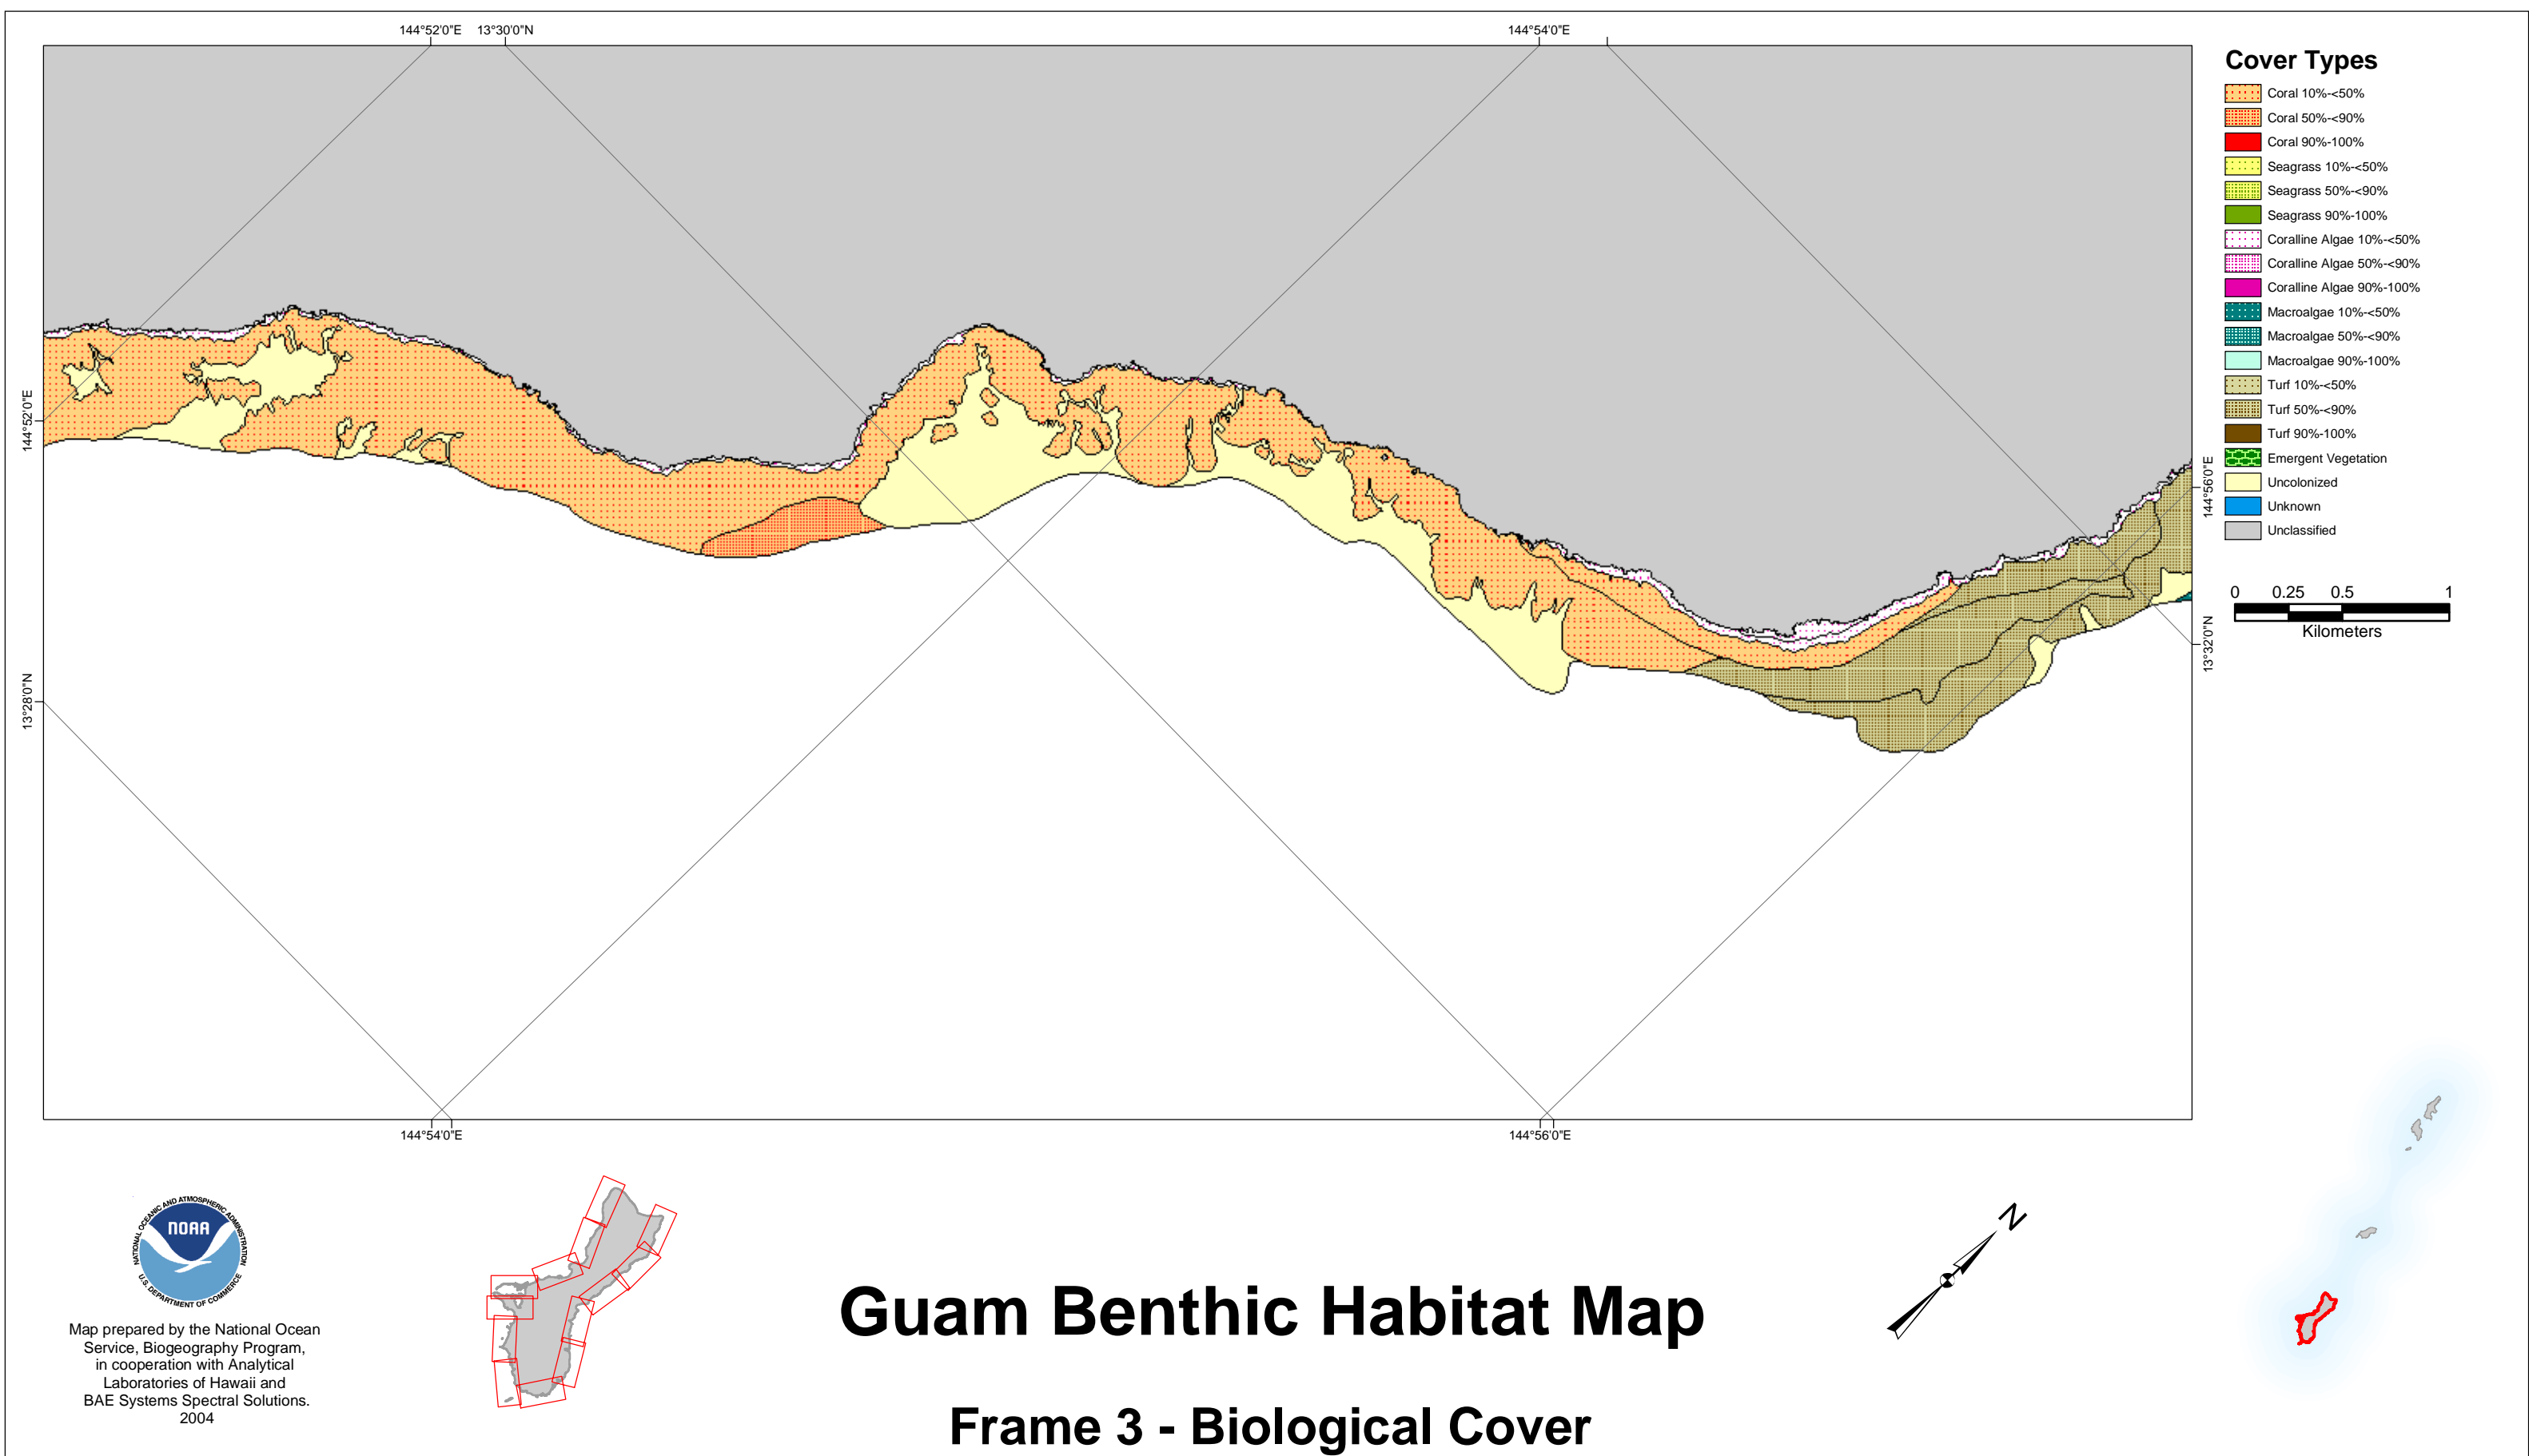 144°52'0"E 13°30'0"N 144°54'0"E
Cover Types
Coral 10%-<50%
Coral 50%-<90%
Coral 90%-100%
Seagrass 10%-<50%
Seagrass 50%-<90%
Seagrass 90%-100%
Coralline Algae 10%-<50%
Coralline Algae 50%-<90%
Coralline Algae 90%-100%
Macroalgae 10%-<50%
Macroalgae 50%-<90%
Macroalgae 90%-100%
Turf 10%-<50%
Turf 50%-<90%
Turf 90%-100%
Emergent Vegetation
Uncolonized
Unknown
Unclassified
0 0.25 0.5 1
Kilometers
144°52'0"E
13°28'0"N
144°56'0"E
13°32'0"N
144°54'0"E 144°56'0"E
NATIONAL OCEANIC AND ATMOSPHERIC ADMINISTRATION
NOAA
U.S. DEPARTMENT OF COMMERCE
Map prepared by the National Ocean
Service, Biogeography Program,
in cooperation with Analytical
Laboratories of Hawaii and
BAE Systems Spectral Solutions.
2004
N
Guam Benthic Habitat Map
Frame 3 - Biological Cover